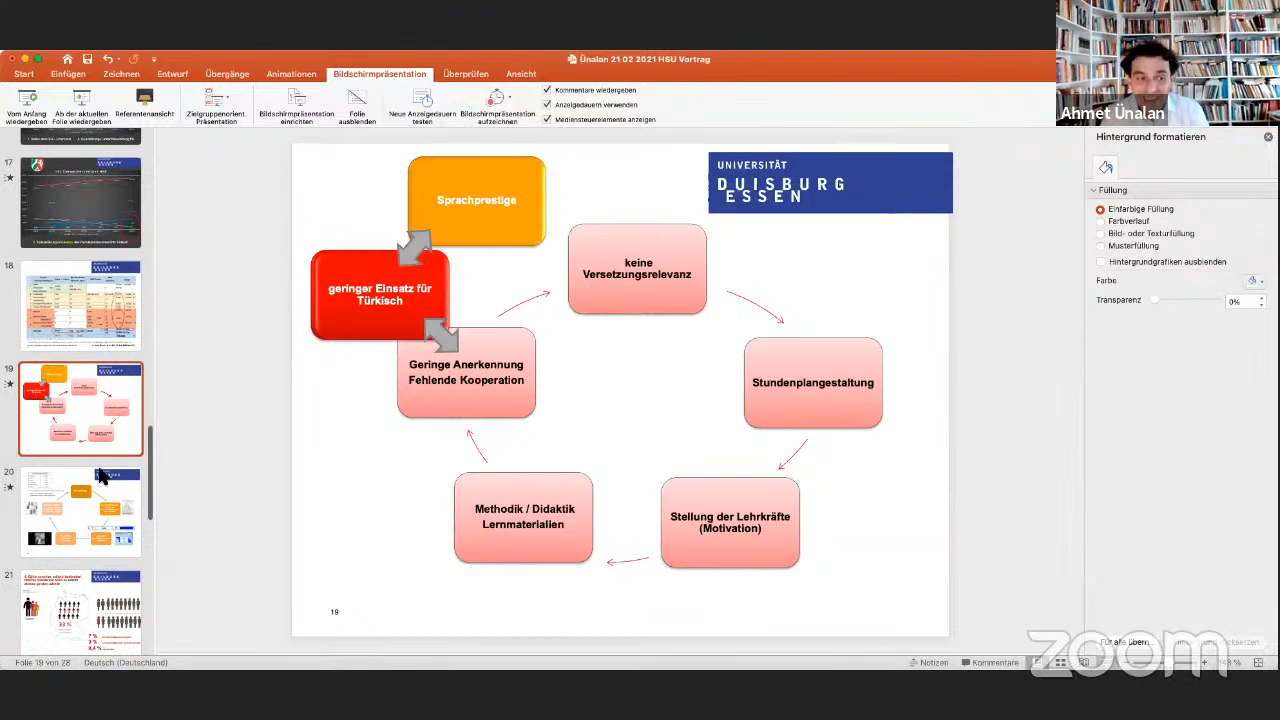 Ünalan 21 02 2021 HSU Vortrag
Start Einfügen Zeichnen Entwurf Übergänge Animationen Bildschirmpräsentation Überprüfen Ansicht
Vom Anfang wiedergeben
Ab der aktuellen Folie wiedergeben
Referentenansicht
Zielgruppenorient. Präsentation
Bildschirmpräsentation einrichten
Folie ausblenden
Neue Anzeigedauern testen
Bildschirmpräsentation aufzeichnen
Kommentare wiedergeben
Anzeigedauern verwenden
Mediensteuerelemente anzeigen
Ahmet Ünalan
17
18
19
20
21
38 %
7 %
UNIVERSITÄT
DUISBURG
ESSEN
Sprachprestige
geringer Einsatz für
Türkisch
keine
Versetzungsrelevanz
Geringe Anerkennung
Fehlende Kooperation
Stundenplangestaltung
Methodik / Didaktik
Lernmaterialien
Stellung der Lehrkräfte
(Motivation)
19
Hintergrund formatieren
Füllung
Einfarbige Füllung
Farbverlauf
Bild- oder Texturfüllung
Musterfüllung
Hintergrundgrafiken ausblenden
Farbe
Transparenz
0%
Für alle übern...
Folie 19 von 28
Deutsch (Deutschland)
Notizen
Kommentare
zoom